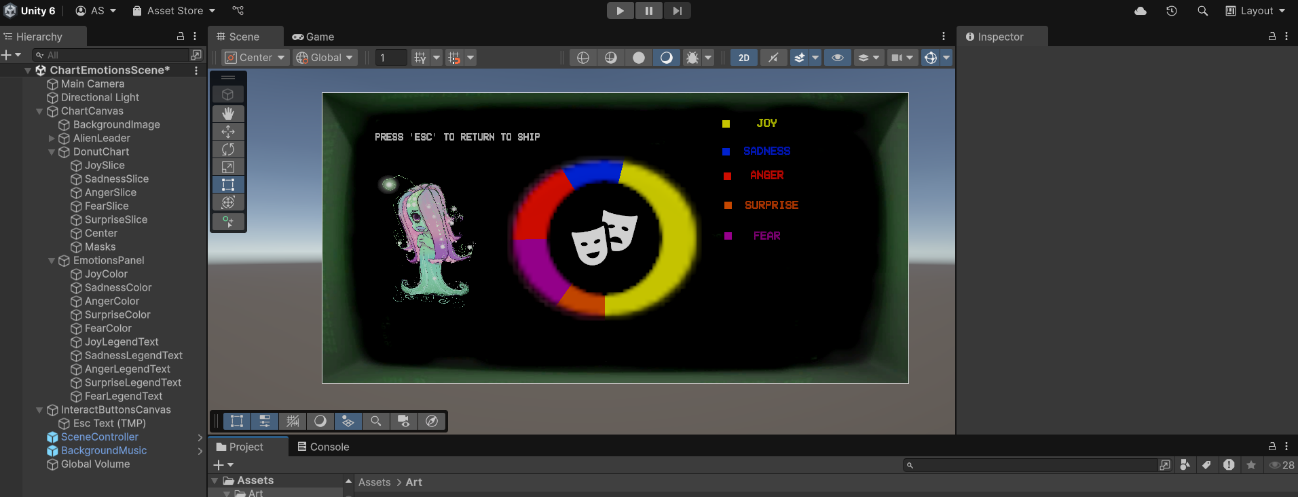 Unity 6
AS
Asset Store
Layout
Hierarchy
All
ChartEmotionsScene*
Main Camera
Directional Light
ChartCanvas
BackgroundImage
AlienLeader
DonutChart
JoySlice
SadnessSlice
AngerSlice
FearSlice
SurpriseSlice
Center
Masks
EmotionsPanel
JoyColor
SadnessColor
AngerColor
SurpriseColor
FearColor
JoyLegendText
SadnessLegendText
AngerLegendText
SurpriseLegendText
FearLegendText
InteractButtonsCanvas
Esc Text (TMP)
SceneController
BackgroundMusic
Global Volume
Scene
Game
Center
Global
1
2D
PRESS 'ESC' TO RETURN TO SHIP
JOY
SADNESS
ANGER
SURPRISE
FEAR
Inspector
Project
Console
28
Assets
Art
Assets > Art